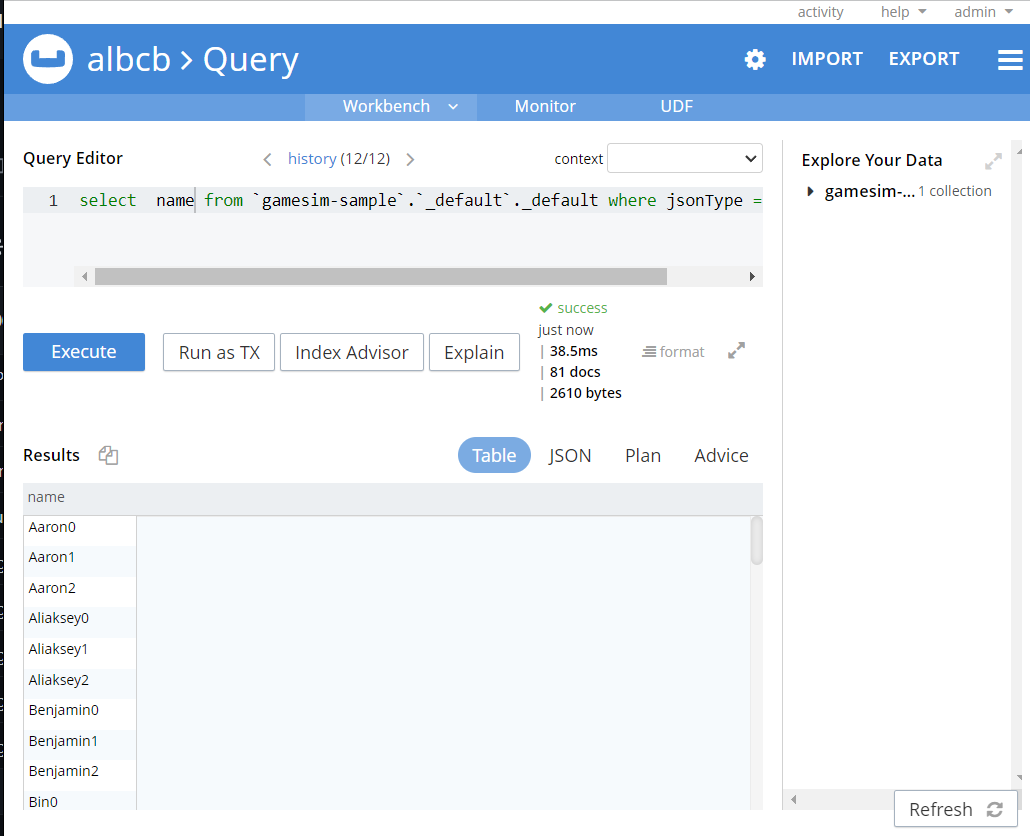 activity help admin
albcb > Query IMPORT EXPORT
Workbench Monitor UDF
Query Editor
history (12/12)
context
1 select name from `gamesim-sample`.`_default`._default where jsonType =
Execute
Run as TX
Index Advisor
Explain
success
just now
| 38.5ms
| 81 docs
| 2610 bytes
format
Results
Table JSON Plan Advice
name
Aaron0
Aaron1
Aaron2
Aliaksey0
Aliaksey1
Aliaksey2
Benjamin0
Benjamin1
Benjamin2
Bin0
Explore Your Data
gamesim-... 1 collection
Refresh